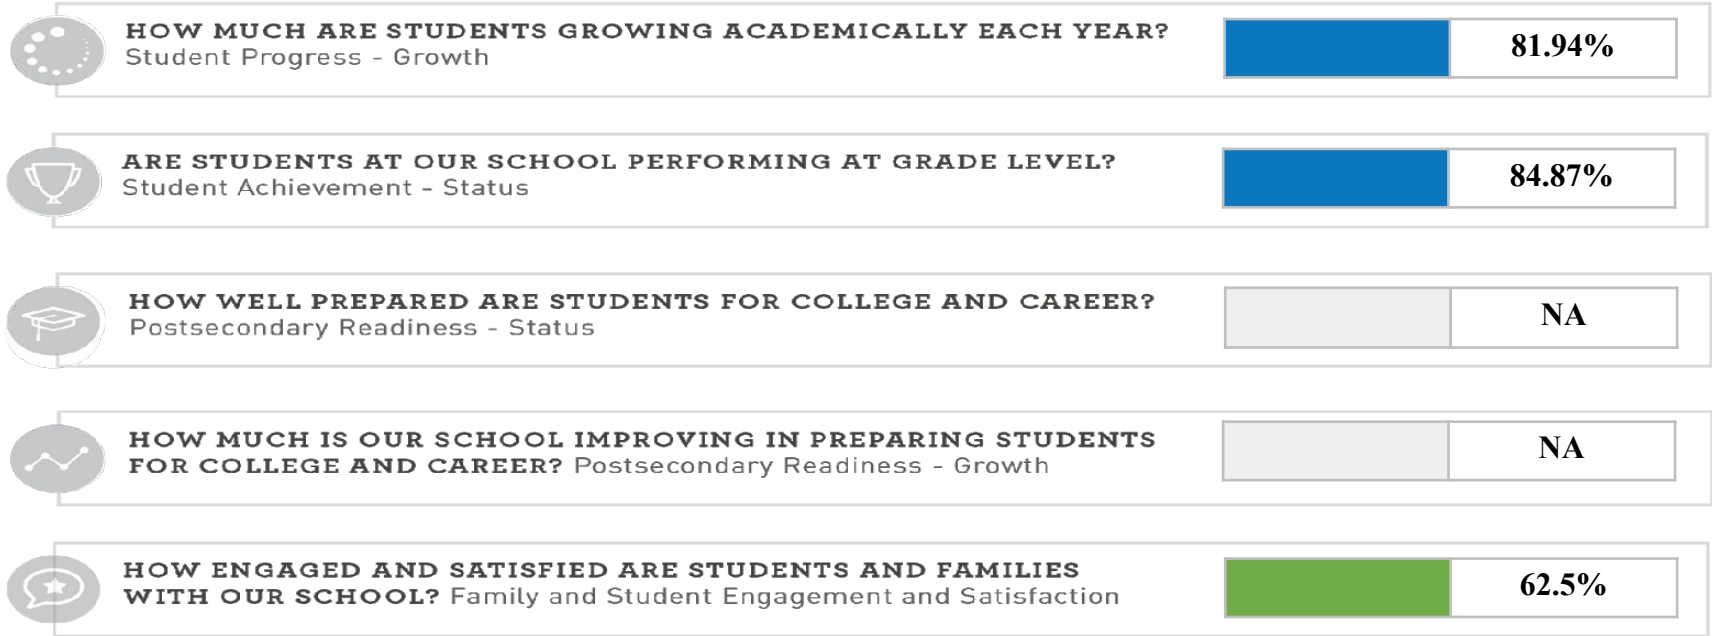 HOW MUCH ARE STUDENTS GROWING ACADEMICALLY EACH YEAR?
Student Progress - Growth
81.94%
ARE STUDENTS AT OUR SCHOOL PERFORMING AT GRADE LEVEL?
Student Achievement - Status
84.87%
HOW WELL PREPARED ARE STUDENTS FOR COLLEGE AND CAREER?
Postsecondary Readiness - Status
NA
HOW MUCH IS OUR SCHOOL IMPROVING IN PREPARING STUDENTS
FOR COLLEGE AND CAREER? Postsecondary Readiness - Growth
NA
HOW ENGAGED AND SATISFIED ARE STUDENTS AND FAMILIES
WITH OUR SCHOOL? Family and Student Engagement and Satisfaction
62.5%